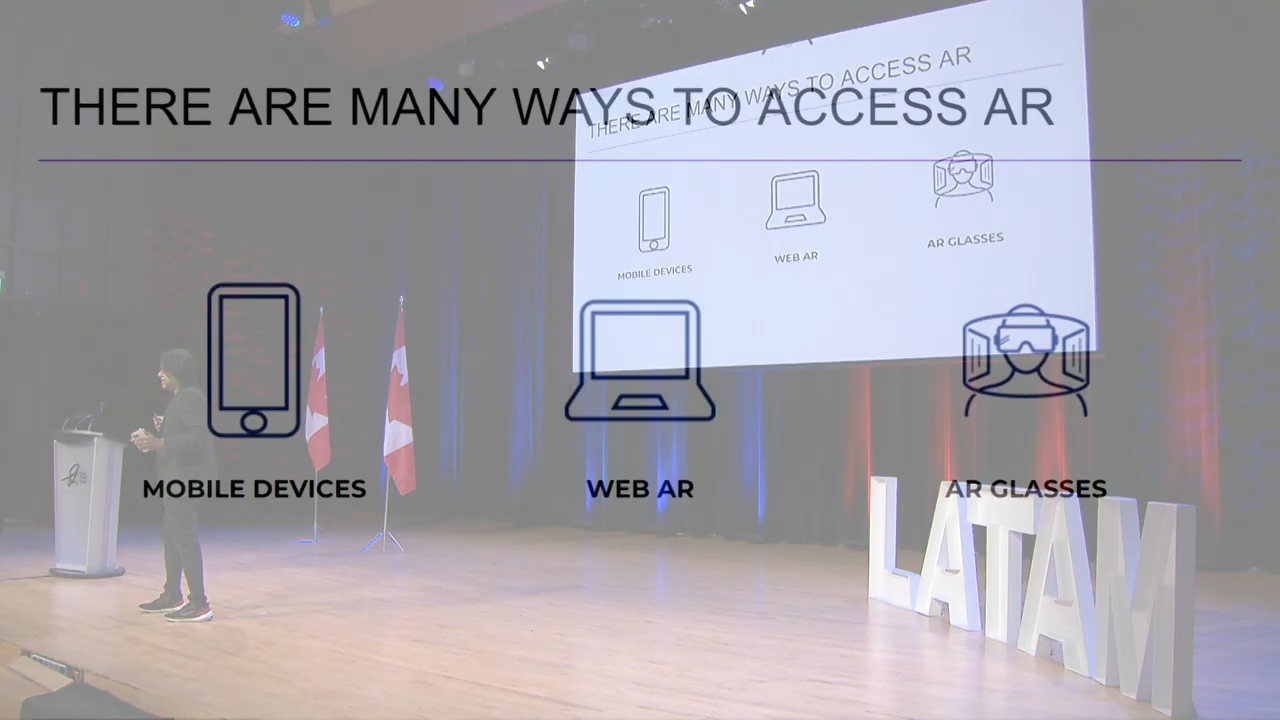 THERE ARE MANY WAYS TO ACCESS AR
MOBILE DEVICES
WEB AR
AR GLASSES
THERE ARE MANY WAYS TO ACCESS AR
MOBILE DEVICES
WEB AR
AR GLASSES
LATAM